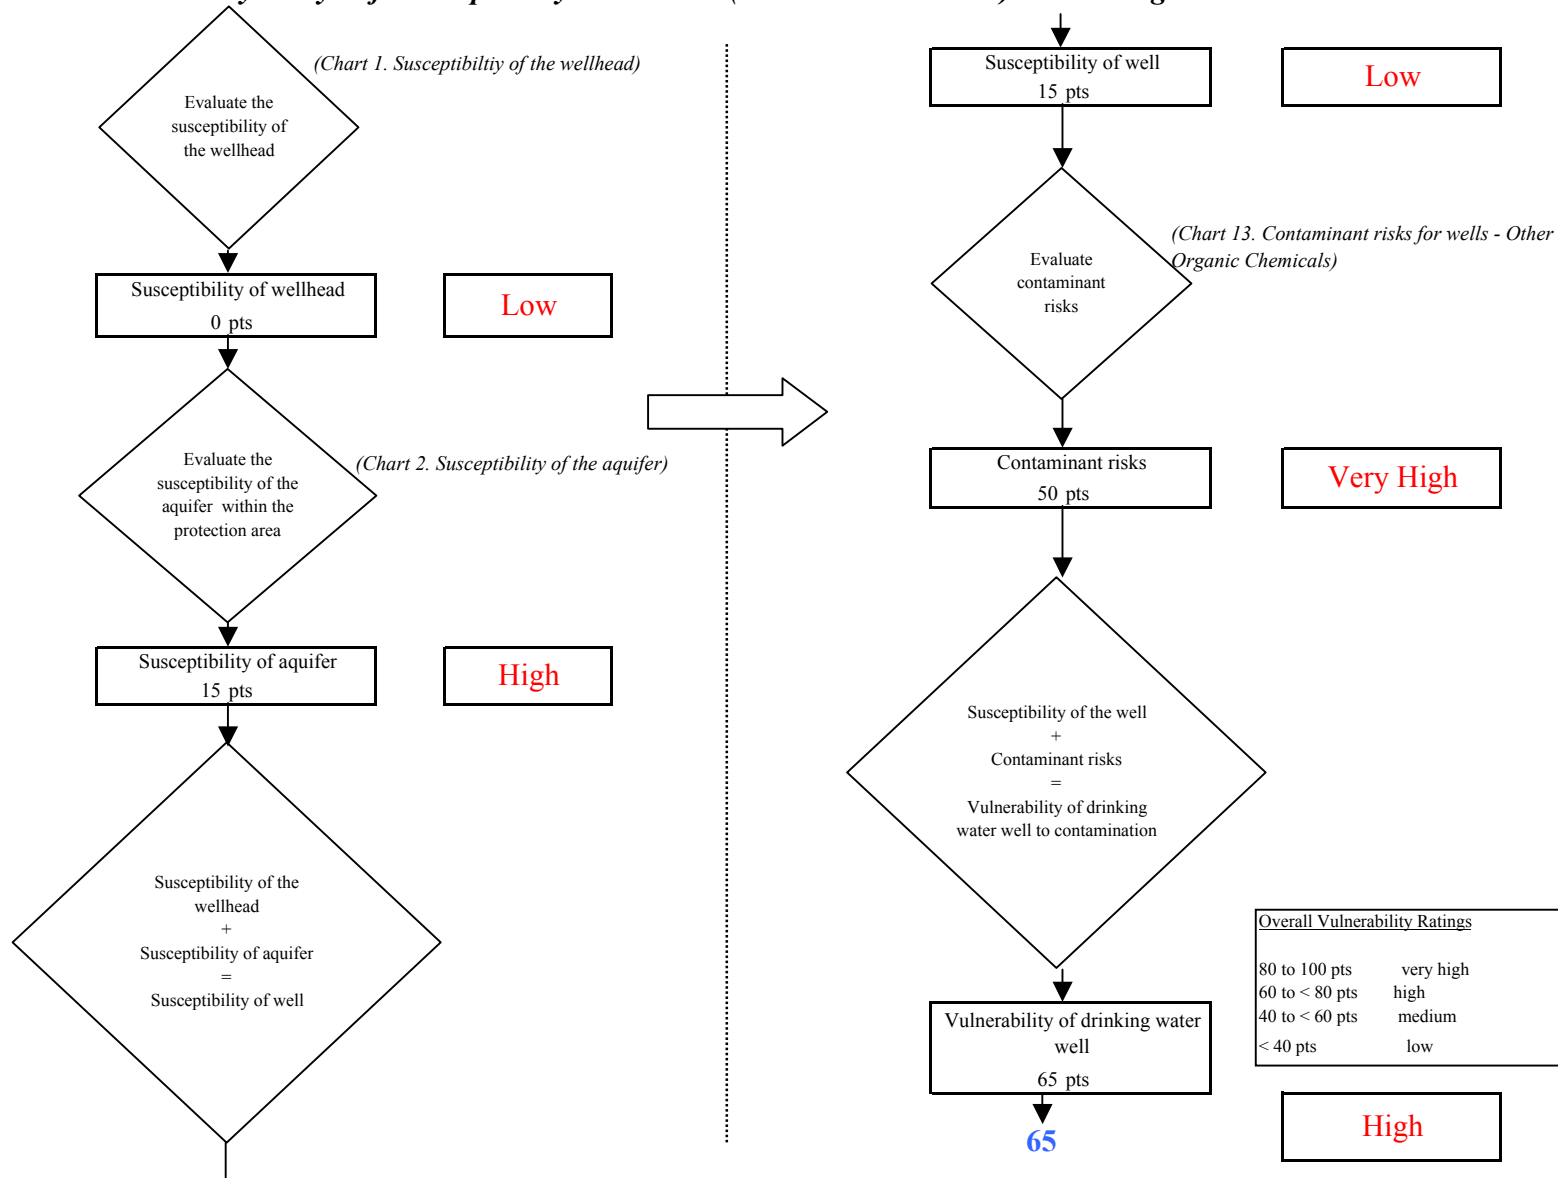 (Chart 1. Susceptibiltiy of the wellhead)
Evaluate the
susceptibility of
the wellhead
Susceptibility of wellhead
0 pts
Low
Evaluate the
susceptibility of the
aquifer within the
protection area
(Chart 2. Susceptibility of the aquifer)
Susceptibility of aquifer
15 pts
High
Susceptibility of the
wellhead
+
Susceptibility of aquifer
=
Susceptibility of well
Susceptibility of well
15 pts
Low
(Chart 13. Contaminant risks for wells - Other
Organic Chemicals)
Evaluate
contaminant
risks
Contaminant risks
50 pts
Very High
Susceptibility of the well
+
Contaminant risks
=
Vulnerability of drinking
water well to contamination
Overall Vulnerability Ratings
80 to 100 pts very high
60 to < 80 pts high
40 to < 60 pts medium
< 40 pts low
Vulnerability of drinking water
well
65 pts
65
High